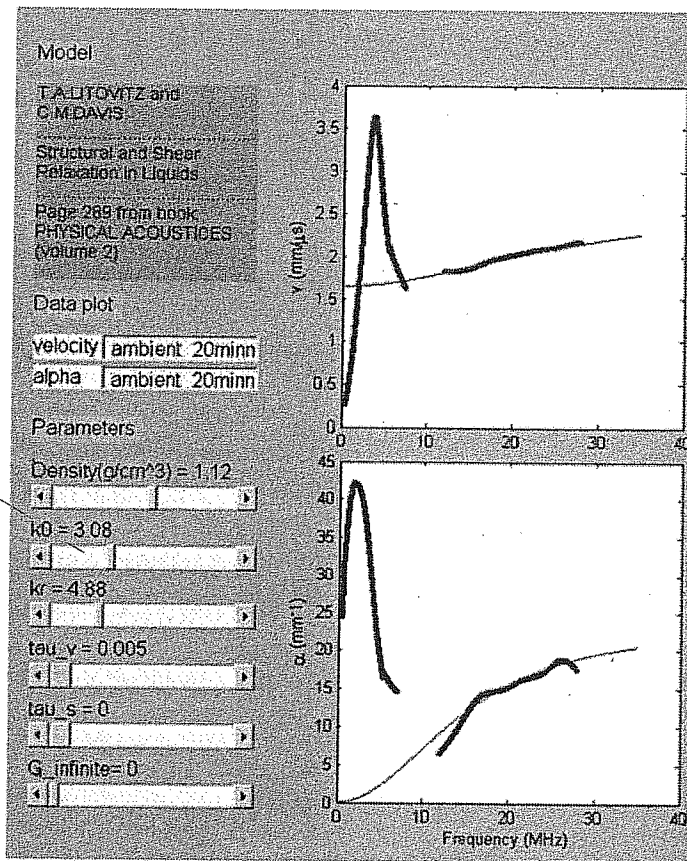 Model
T.A.LITOVITZ and
C.M.DAVIS
Structural and Shear
Relaxation in Liquids
Page 289 from book:
PHYSICAL ACOUSTICES
(Volume 2)
Data plot
velocity ambient 20minn
alpha ambient 20minn
Parameters
Density(g/cm^3) = 1.12
k0 = 3.08
kr = 4.88
tau_v = 0.005
tau_s = 0
G_infinite= 0
4
3.5
3
2.5
2
1.5
1
0.5
0
v (mm/µs)
0 10 20 30 40
45
40
35
30
25
20
15
10
5
0
α (mm-1)
0 10 20 30 40
Frequency (MHz)